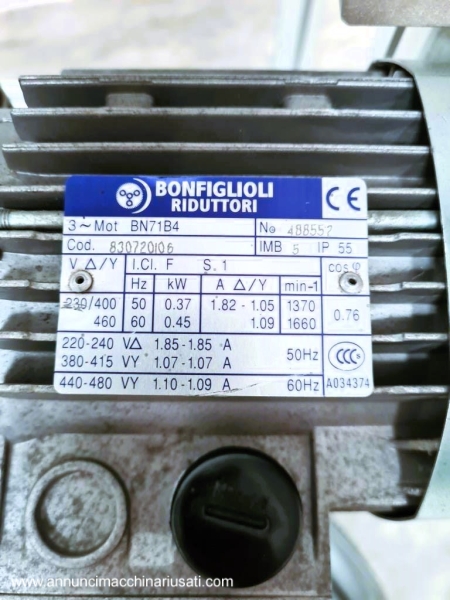 BONFIGLIOLI
RIDUTTORI
CE
3~Mot BN71B4 No 488552
Cod. 830720106 IMB 5 IP 55
V Δ/Y I.Cl. F S.1 cosφ
Hz kW A Δ/Y min-1
230/400 50 0.37 1.82-1.05 1370 0.76
460 60 0.45 1.09 1660
220-240 VΔ 1.85-1.85 A 50Hz
380-415 VY 1.07-1.07 A
440-480 VY 1.10-1.09 A 60Hz
CCC
A034374
www.annuncimacchinariusati.com